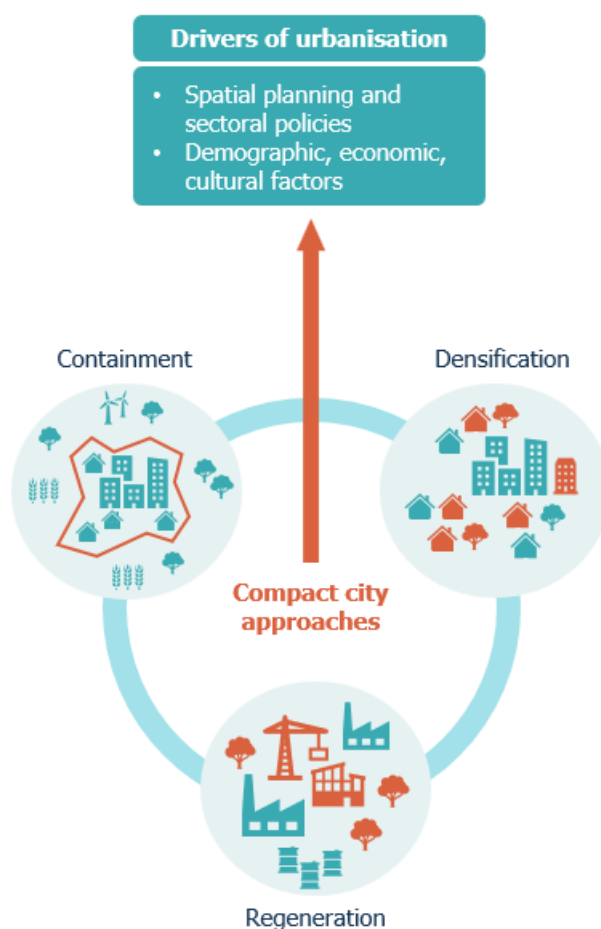 Drivers of urbanisation
• Spatial planning and
sectoral policies
• Demographic, economic,
cultural factors
Containment
Densification
Compact city
approaches
Regeneration